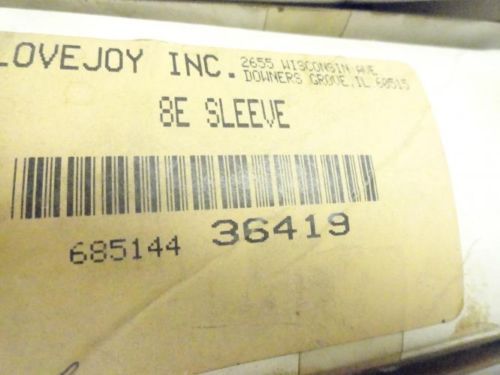 LOVEJOY INC. 2655 WISCONSIN AVE
DOWNERS GROVE, IL. 60515
8E SLEEVE
685144 36419